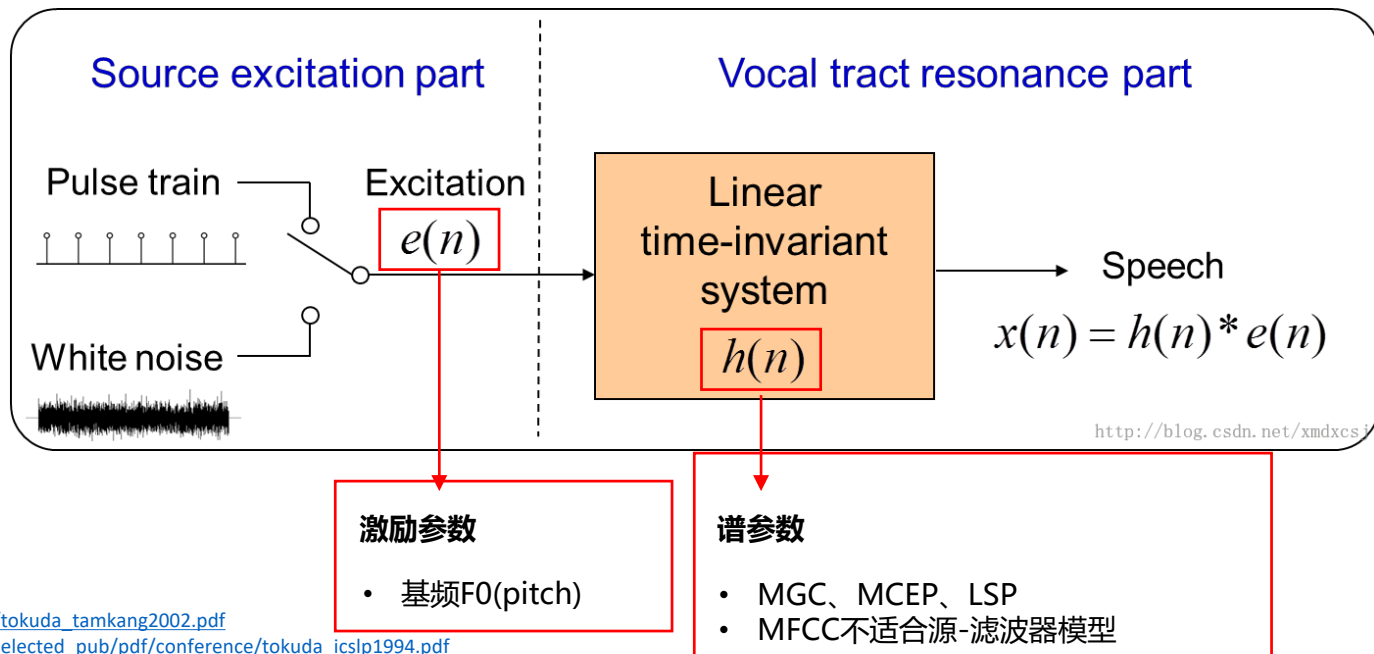 Source excitation part
Vocal tract resonance part
Pulse train
Excitation
e(n)
White noise
Linear
time-invariant
system
h(n)
Speech
x(n) = h(n) * e(n)
http://blog.csdn.net/xmdxcsj
激励参数
• 基频F0(pitch)
谱参数
• MGC、MCEP、LSP
• MFCC不适合源-滤波器模型
/tokuda_tamkang2002.pdf
elected_pub/pdf/conference/tokuda_icslp1994.pdf